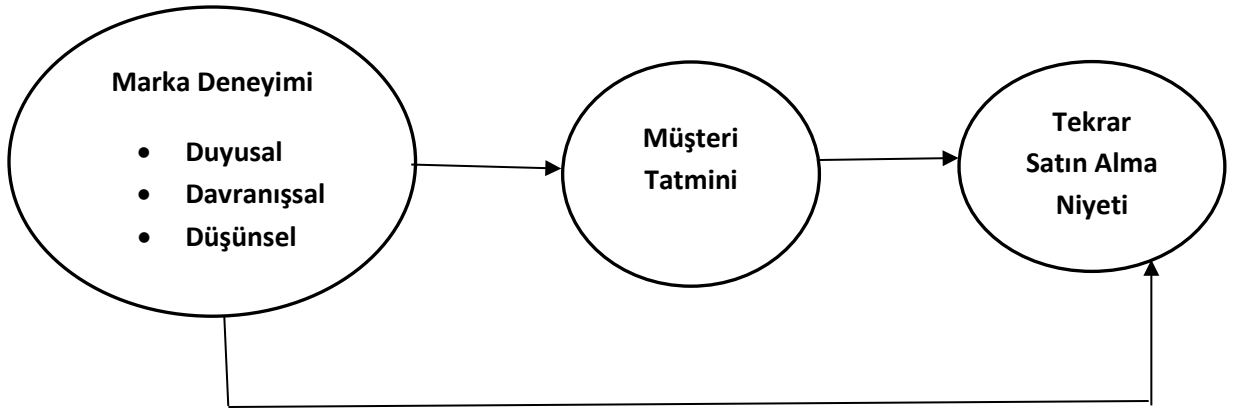 Marka Deneyimi
• Duyusal
• Davranışsal
• Düşünsel
Müşteri
Tatmini
Tekrar
Satın Alma
Niyeti